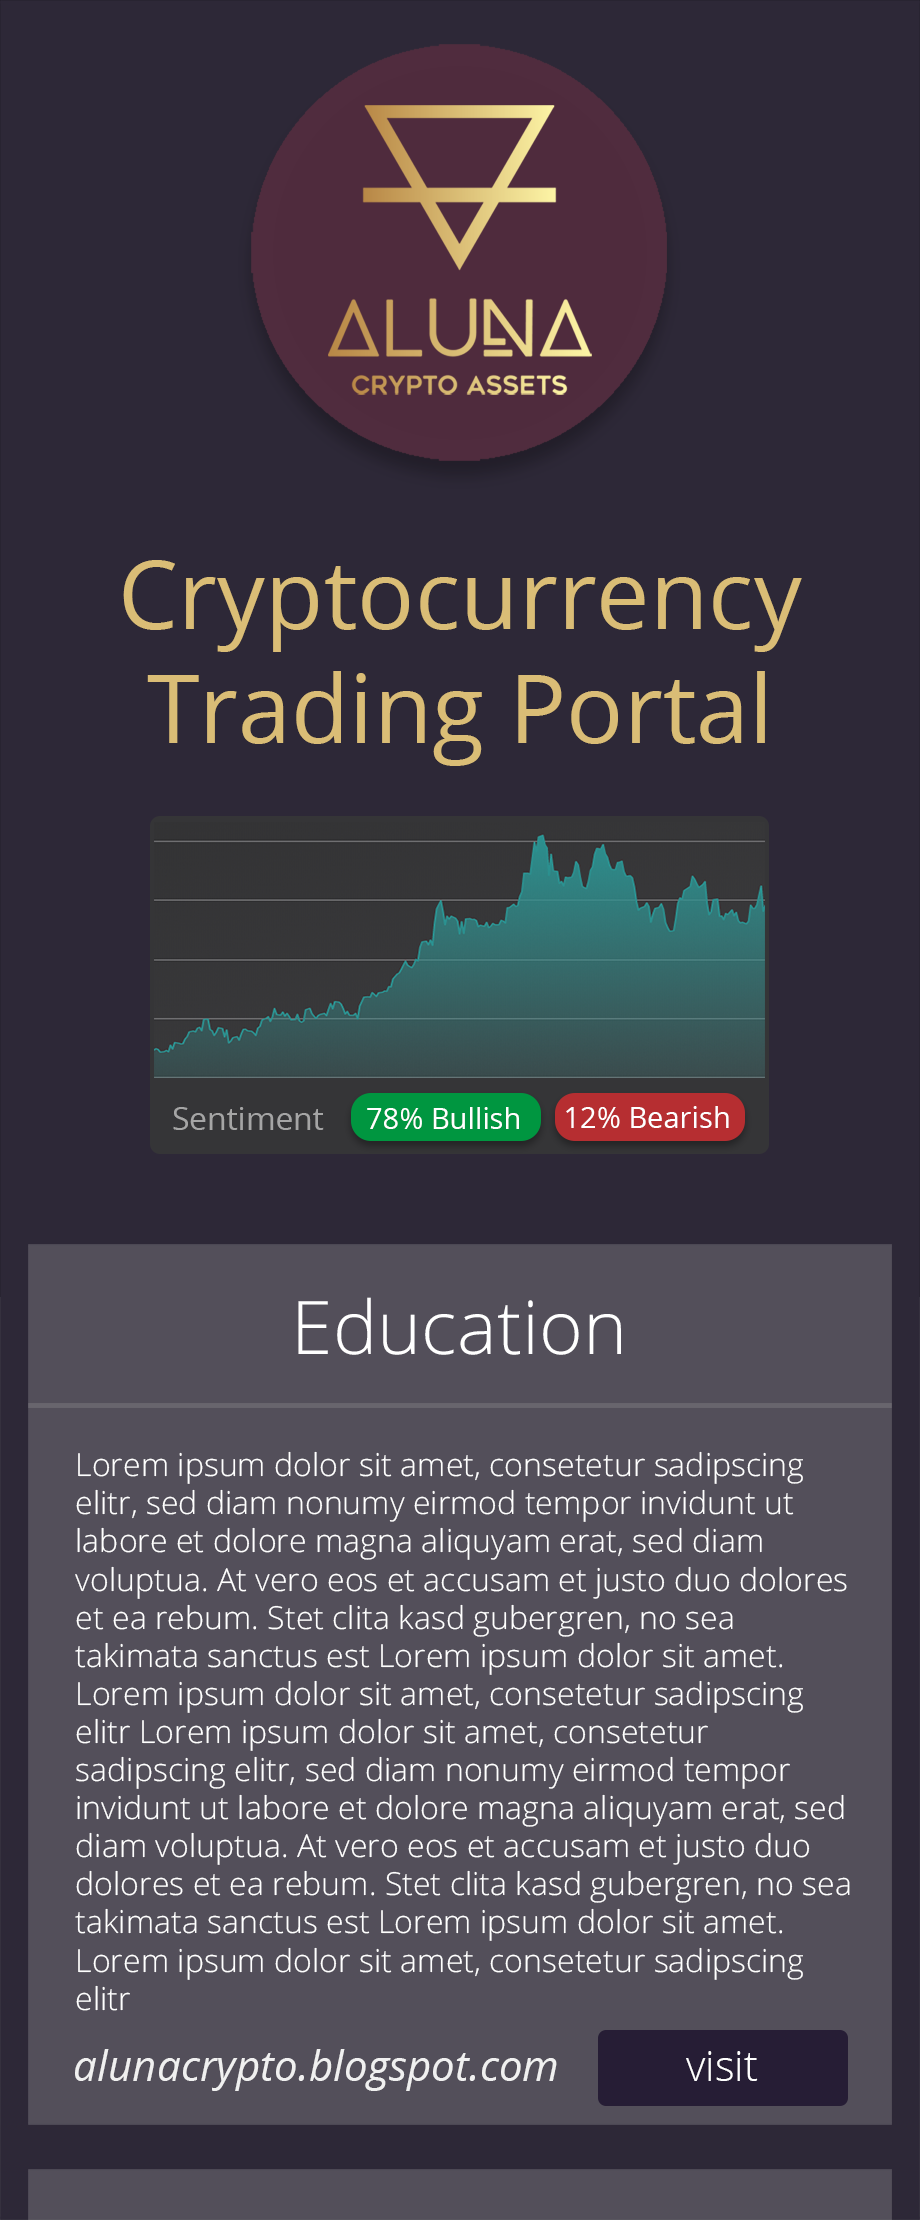 ALUNA
CRYPTO ASSETS
Cryptocurrency
Trading Portal
Sentiment 78% Bullish 12% Bearish
Education
Lorem ipsum dolor sit amet, consetetur sadipscing
elitr, sed diam nonumy eirmod tempor invidunt ut
labore et dolore magna aliquyam erat, sed diam
voluptua. At vero eos et accusam et justo duo dolores
et ea rebum. Stet clita kasd gubergren, no sea
takimata sanctus est Lorem ipsum dolor sit amet.
Lorem ipsum dolor sit amet, consetetur sadipscing
elitr Lorem ipsum dolor sit amet, consetetur
sadipscing elitr, sed diam nonumy eirmod tempor
invidunt ut labore et dolore magna aliquyam erat, sed
diam voluptua. At vero eos et accusam et justo duo
dolores et ea rebum. Stet clita kasd gubergren, no sea
takimata sanctus est Lorem ipsum dolor sit amet.
Lorem ipsum dolor sit amet, consetetur sadipscing
elitr
alunacrypto.blogspot.com visit